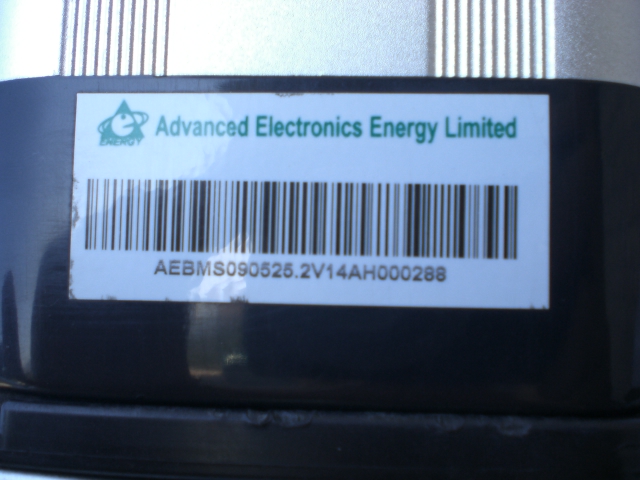 ENERGY
Advanced Electronics Energy Limited
AEBMS090525.2V14AH000288